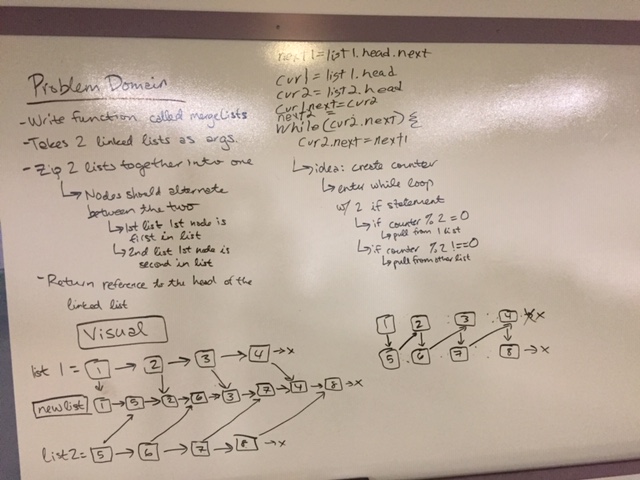 Problem Domain
- Write function called mergeLists
- Takes 2 linked lists as args.
- Zip 2 lists together into one
↳ Nodes should alternate
between the two
↳ 1st list 1st node is
first in list
↳ 2nd list 1st node is
second in list
- Return reference to the head of the
linked list
next1 = list1.head.next
cur1 = list1.head
cur2 = list2.head
cur1.next = cur2
next2 =
while (cur2.next) {
cur2.next = next1
↳ idea: create counter
↳ enter while loop
w/ 2 if statement
↳ if counter % 2 = 0
↳ pull from 1 list
↳ if counter % 2 !== 0
↳ pull from other list
Visual
list 1 = 1 → 2 → 3 → 4 → x
new list 1 → 5 → 2 → 6 → 3 → 7 → 4 → 8 → x
list 2 = 5 → 6 → 7 → 8 → x
1 2 3 4 x
5 6 7 8 → x